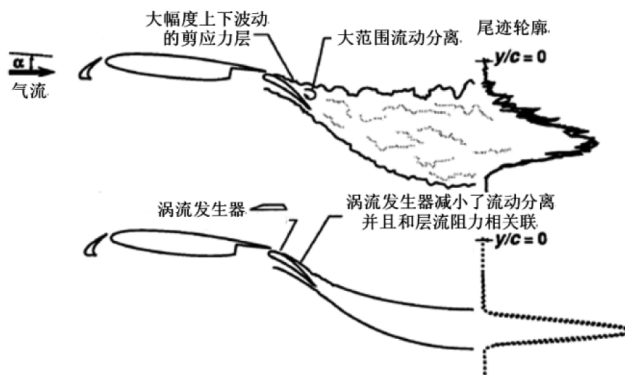 大幅度上下波动
的剪应力层
大范围流动分离
尾迹轮廓
y/c = 0
α
气流
涡流发生器
涡流发生器减小了流动分离
并且和层流阻力相关联
y/c = 0